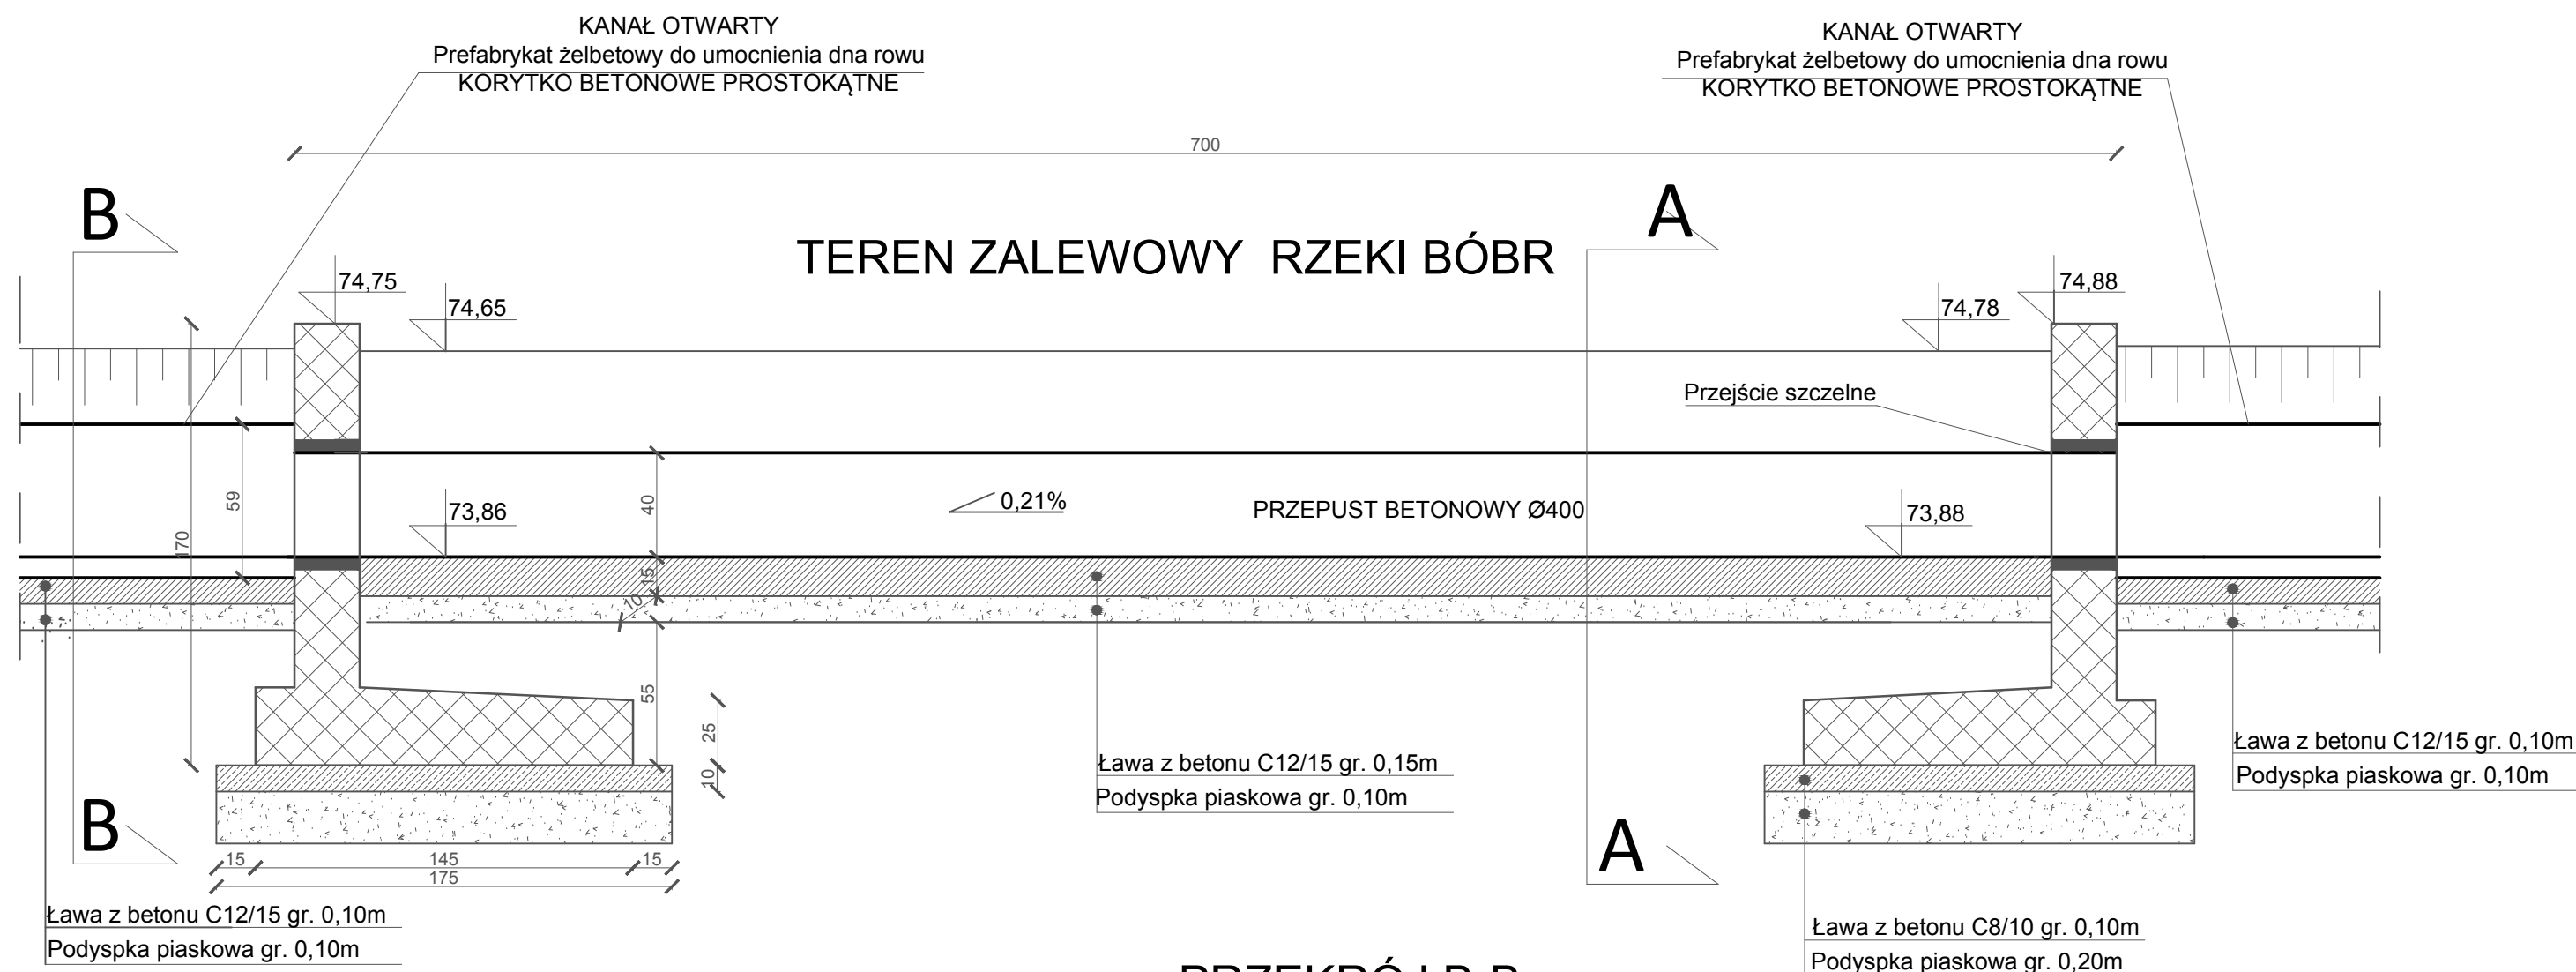 KANAŁ OTWARTY
Prefabrykat żelbetowy do umocnienia dna rowu
KORYTKO BETONOWE PROSTOKĄTNE
KANAŁ OTWARTY
Prefabrykat żelbetowy do umocnienia dna rowu
KORYTKO BETONOWE PROSTOKĄTNE
700
B
A
TEREN ZALEWOWY RZEKI BÓBR
74,75
74,65
74,78
74,88
Przejście szczelne
59
170
73,86
40
0,21%
PRZEPUST BETONOWY Ø400
73,88
15
10
55
25
10
Ława z betonu C12/15 gr. 0,15m
Podyspka piaskowa gr. 0,10m
Ława z betonu C12/15 gr. 0,10m
Podyspka piaskowa gr. 0,10m
B
A
15
145
15
175
Ława z betonu C12/15 gr. 0,10m
Podyspka piaskowa gr. 0,10m
Ława z betonu C8/10 gr. 0,10m
Podyspka piaskowa gr. 0,20m
PRZEKRÓJ B-B